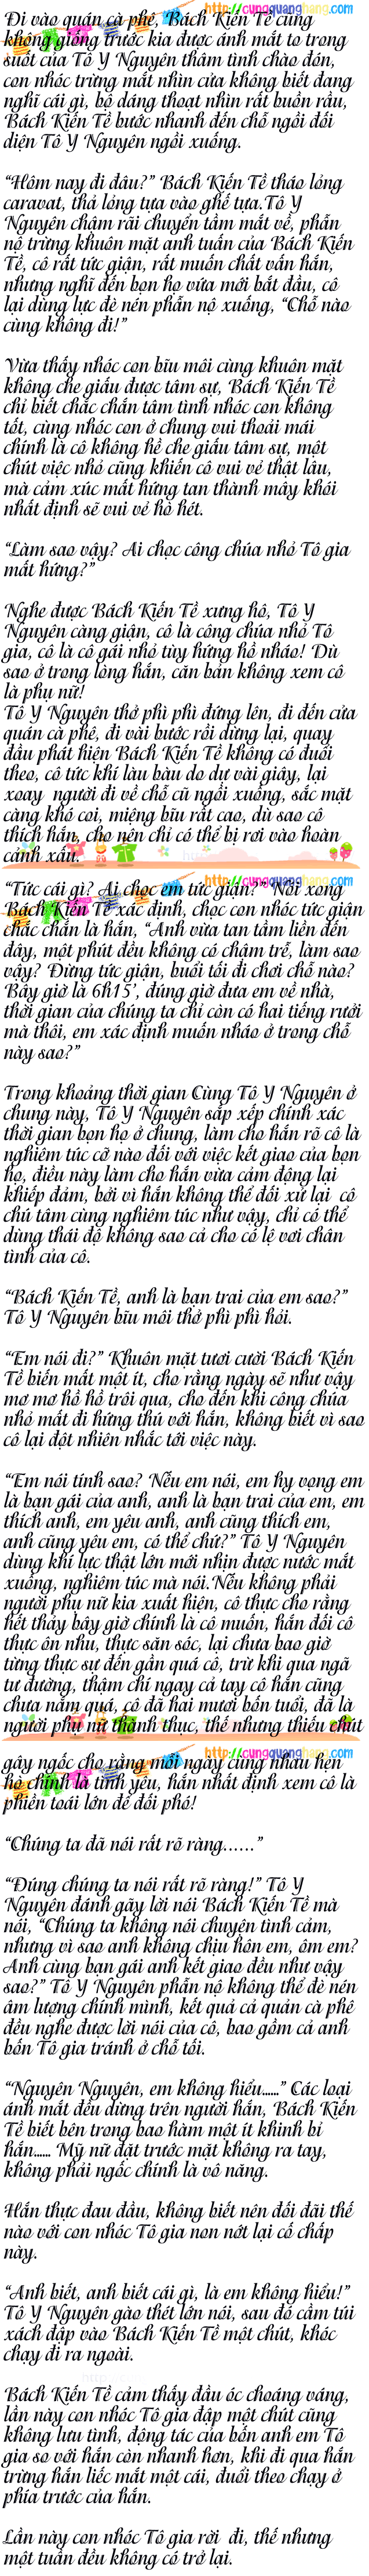 http://cungquanghang.com
Đi vào quán cà phê, Bách Kiến Tề cũng
không giống trước kia được ánh mắt to trong
suốt của Tô Y Nguyên thâm tình chào đón,
con nhóc trừng mắt nhìn cửa không biết đang
nghĩ cái gì, bộ dáng thoạt nhìn rất buồn rầu,
Bách Kiến Tề bước nhanh đến chỗ ngồi đối
diện Tô Y Nguyên ngồi xuống.
“Hôm nay đi đâu?” Bách Kiến Tề tháo lỏng
caravat, thả lỏng tựa vào ghế tựa.Tô Y
Nguyên chậm rãi chuyển tầm mắt về, phẫn
nộ trừng khuôn mặt anh tuấn của Bách Kiến
Tề, cô rất tức giận, rất muốn chất vấn hắn,
nhưng nghĩ đến bọn họ vừa mới bắt đầu, cô
lại dùng lực đè nén phẫn nộ xuống, “Chỗ nào
cũng không đi!”
Vừa thấy nhóc con bĩu môi cùng khuôn mặt
không che giấu được tâm sự, Bách Kiến Tề
chỉ biết chắc chắn tâm tình nhóc con không
tốt, cùng nhóc con ở chung vui thoải mái
chính là cô không hề che giấu tâm sự, một
chút việc nhỏ cũng khiến cô vui vẻ thật lâu,
mà cảm xúc mất hứng tan thành mây khói
nhất định sẽ vui vẻ hò hét.
“Làm sao vậy? Ai chọc công chúa nhỏ Tô gia
mất hứng?”
Nghe được Bách Kiến Tề xưng hô, Tô Y
Nguyên càng giận, cô là công chúa nhỏ Tô
gia, cô là cô gái nhỏ tùy hứng hồ nháo! Dù
sao ở trong lòng hắn, căn bản không xem cô
là phụ nữ!
Tô Y Nguyên thở phì phì đứng lên, đi đến cửa
quán cà phê, đi vài bước rồi dừng lại, quay
đầu phát hiện Bách Kiến Tề không có đuổi
theo, cô tức khí làu bàu do dự vài giây, lại
xoay người đi về chỗ cũ ngồi xuống, sắc mặt
càng khó coi, miệng bĩu rất cao, dù sao cô
thích hắn, cho nên chỉ có thể bị rơi vào hoàn
cảnh xấu.
http://cungquanghang.com
“Tức cái gì? Ai chọc em tức giận?” Nói xong
Bách Kiến Tề xác định, chọc con nhóc tức giận
chắc chắn là hắn, “Anh vừa tan tầm liền đến
đây, một phút đều không có chậm trễ, làm sao
vậy? Đừng tức giận, buổi tối đi chơi chỗ nào?
Bây giờ là 6h15’, đúng giờ đưa em về nhà,
thời gian của chúng ta chỉ còn có hai tiếng rưỡi
mà thôi, em xác định muốn nháo ở trong chỗ
này sao?”
Trong khoảng thời gian Cùng Tô Y Nguyên ở
chung này, Tô Y Nguyên sắp xếp chính xác
thời gian bọn họ ở chung, làm cho hắn rõ cô là
nghiêm túc cỡ nào đối với việc kết giao của bọn
họ, điều này làm cho hắn vừa cảm động lại
khiếp đảm, bởi vì hắn không thể đối xử lại cô
chú tâm cùng nghiêm túc như vậy, chỉ có thể
dùng thái độ không sao cả cho có lệ với chân
tình của cô.
“Bách Kiến Tề, anh là bạn trai của em sao?”
Tô Y Nguyên bĩu môi thở phì phì hỏi.
“Em nói đi?” Khuôn mặt tươi cười Bách Kiến
Tề biến mất một ít, cho rằng ngày sẽ như vậy
mơ mơ hồ hồ trôi qua, cho đến khi công chúa
nhỏ mất đi hứng thú với hắn, không biết vì sao
cô lại đột nhiên nhắc tới việc này.
“Em nói tính sao? Nếu em nói, em hy vọng em
là bạn gái của anh, anh là bạn trai của em, em
thích anh, em yêu anh, anh cũng thích em,
anh cũng yêu em, có thể chứ?” Tô Y Nguyên
dùng khí lực thật lớn mới nhịn được nước mắt
xuống, nghiêm túc mà nói.Nếu không phải
người phụ nữ kia xuất hiện, cô thực cho rằng
hết thảy bây giờ chính là cô muốn, hắn đối cô
thực ôn nhu, thực săn sóc, lại chưa bao giờ
từng thực sự đến gần quá cô, trừ khi qua ngã
tư đường, thậm chí ngay cả tay cô hắn cũng
chưa nắm quá, cô đã hai mươi bốn tuổi, đã là
người phụ nữ thành thục, thế nhưng thiếu chút
http://cungquanghang.com
ngây ngốc cho rằng mỗi ngày cùng nhau hẹn
hò chính là tình yêu, hắn nhất định xem cô là
phiền toái lớn để đối phó!
“Chúng ta đã nói rất rõ ràng……”
“Đúng chúng ta nói rất rõ ràng!” Tô Y
Nguyên đánh gãy lời nói Bách Kiến Tề mà
nói, “Chúng ta không nói chuyện tình cảm,
nhưng vì sao anh không chịu hôn em, ôm em?
Anh cùng bạn gái anh kết giao đều như vậy
sao?” Tô Y Nguyên phẫn nộ không thể đè nén
âm lượng chính mình, kết quả cả quán cà phê
đều nghe được lời nói của cô, bao gồm cả anh
bốn Tô gia tránh ở chỗ tối.
“Nguyên Nguyên, em không hiểu……” Các loại
ánh mắt đều dừng trên người hắn, Bách Kiến
Tề biết bên trong bao hàm một ít khinh bỉ
hắn…… Mỹ nữ đặt trước mặt không ra tay,
không phải ngốc chính là vô năng.
Hắn thực đau đầu, không biết nên đối đãi thế
nào với con nhóc Tô gia non nớt lại cố chấp
này.
“Anh biết, anh biết cái gì, là em không hiểu!”
Tô Y Nguyên gào thét lớn nói, sau đó cầm túi
xách đập vào Bách Kiến Tề một chút, khóc
chạy đi ra ngoài.
Bách Kiến Tề cảm thấy đầu óc choáng váng,
lần này con nhóc Tô gia đập một chút cũng
không lưu tình, động tác của bốn anh em Tô
gia so với hắn còn nhanh hơn, khi đi qua hắn
trừng hắn liếc mắt một cái, đuổi theo chạy ở
phía trước của hắn.
Lần này con nhóc Tô gia rời đi, thế nhưng
một tuần đều không có trở lại.